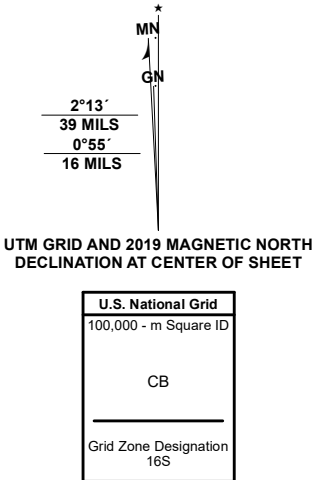 ★
MN
GN
2°13´
39 MILS
0°55´
16 MILS
UTM GRID AND 2019 MAGNETIC NORTH
DECLINATION AT CENTER OF SHEET
U.S. National Grid
100,000 - m Square ID
CB
Grid Zone Designation
16S